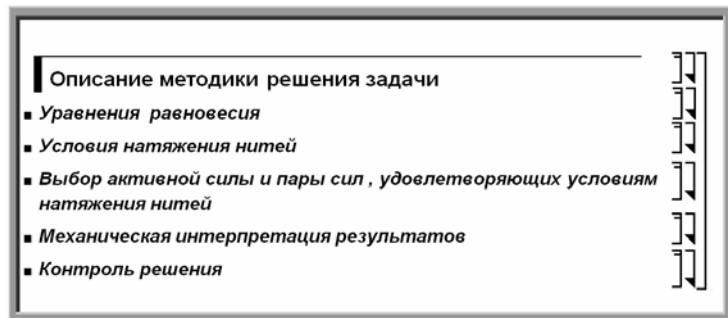 Описание методики решения задачи
▪ Уравнения равновесия
▪ Условия натяжения нитей
▪ Выбор активной силы и пары сил , удовлетворяющих условиям
натяжения нитей
▪ Механическая интерпретация результатов
▪ Контроль решения